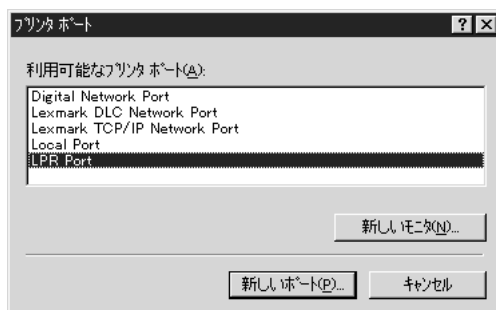 プリンタ ポート
利用可能なプリンタ ポート(A):
Digital Network Port
Lexmark DLC Network Port
Lexmark TCP/IP Network Port
Local Port
LPR Port
新しいモニタ(N)...
新しいポート(P)...
キャンセル